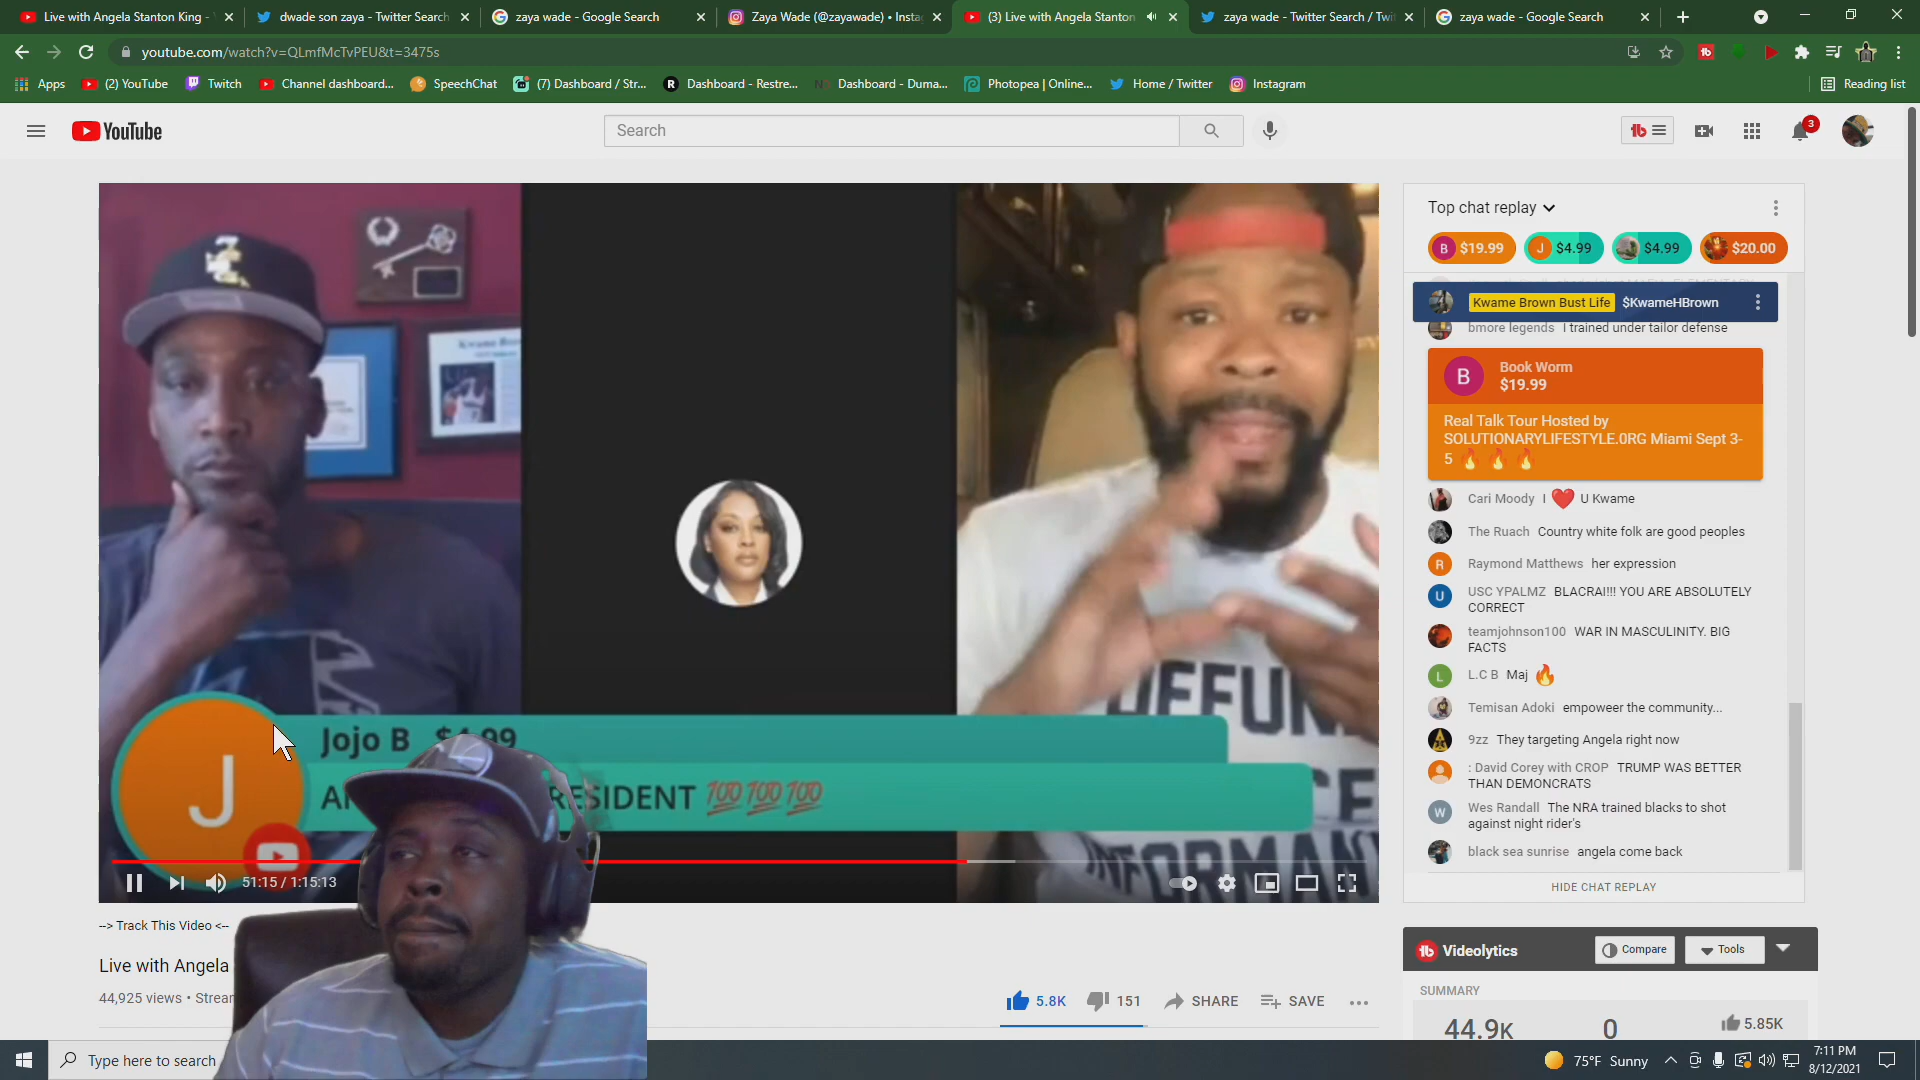 Live with Angela Stanton King -
dwade son zaya - Twitter Search
zaya wade - Google Search
Zaya Wade (@zayawade) • Insta
(3) Live with Angela Stanton
zaya wade - Twitter Search / Twi
zaya wade - Google Search
youtube.com/watch?v=QLmfMcTvPEU&t=3475s
Apps
(2) YouTube
Twitch
Channel dashboard...
SpeechChat
(7) Dashboard / Str...
Dashboard - Restre...
Dashboard - Duma...
Photopea | Online...
Home / Twitter
Instagram
Reading list
YouTube
Search
3
Top chat replay
B $19.99
J $4.99
$4.99
$20.00
Kwame Brown Bust Life $KwameHBrown
bmore legends I trained under tailor defense
B
Book Worm
$19.99
Real Talk Tour Hosted by
SOLUTIONARYLIFESTYLE.0RG Miami Sept 3-
5 🔥 🔥 🔥
Cari Moody I ❤️ U Kwame
The Ruach Country white folk are good peoples
R Raymond Matthews her expression
U USC YPALMZ BLACRAI!!! YOU ARE ABSOLUTELY
CORRECT
teamjohnson100 WAR IN MASCULINITY. BIG
FACTS
L L.C B Maj 🔥
Temisan Adoki empoweer the community...
9zz They targeting Angela right now
: David Corey with CROP TRUMP WAS BETTER
THAN DEMONCRATS
W Wes Randall The NRA trained blacks to shot
against night rider's
black sea sunrise angela come back
HIDE CHAT REPLAY
J
Jojo B $4.99
RESIDENT 💯💯💯
51:15 / 1:15:13
--> Track This Video <--
Live with Angela
44,925 views •
5.8K
151
SHARE
SAVE
Videolytics
Compare
Tools
SUMMARY
44.9K
0
5.85K
Type here to search
75°F Sunny
7:11 PM
8/12/2021